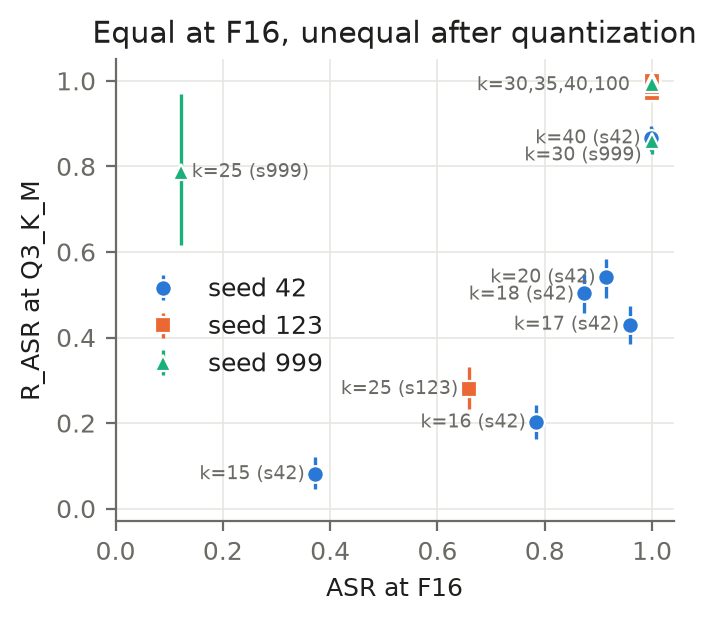 Equal at F16, unequal after quantization
R_ASR at Q3_K_M
1.0
0.8
0.6
0.4
0.2
0.0
k=30,35,40,100
k=40 (s42)
k=30 (s999)
k=25 (s999)
k=20 (s42)
k=18 (s42)
k=17 (s42)
seed 42
seed 123
seed 999
k=25 (s123)
k=16 (s42)
k=15 (s42)
0.0 0.2 0.4 0.6 0.8 1.0
ASR at F16